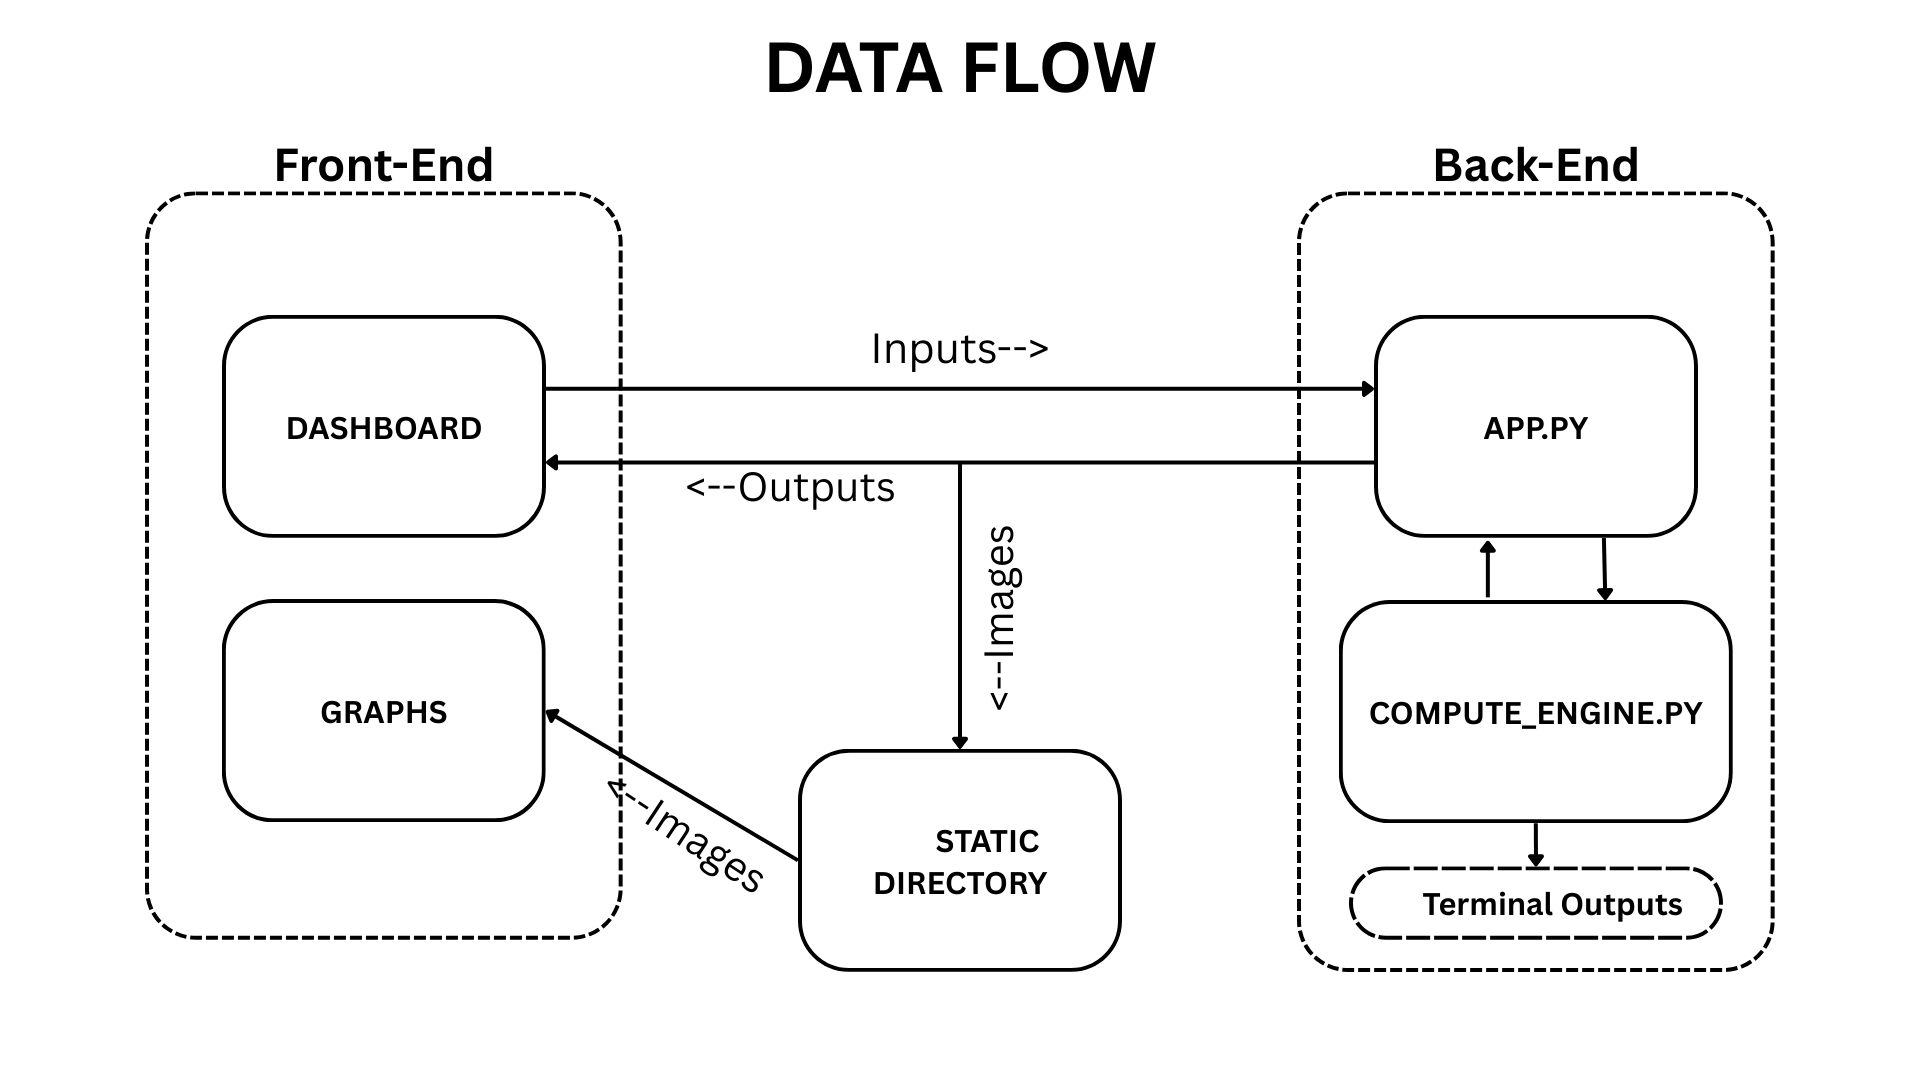 DATA FLOW
Front-End
Back-End
Inputs-->
DASHBOARD
APP.PY
<--Outputs
<--Images
GRAPHS
COMPUTE_ENGINE.PY
<--Images
STATIC
DIRECTORY
Terminal Outputs